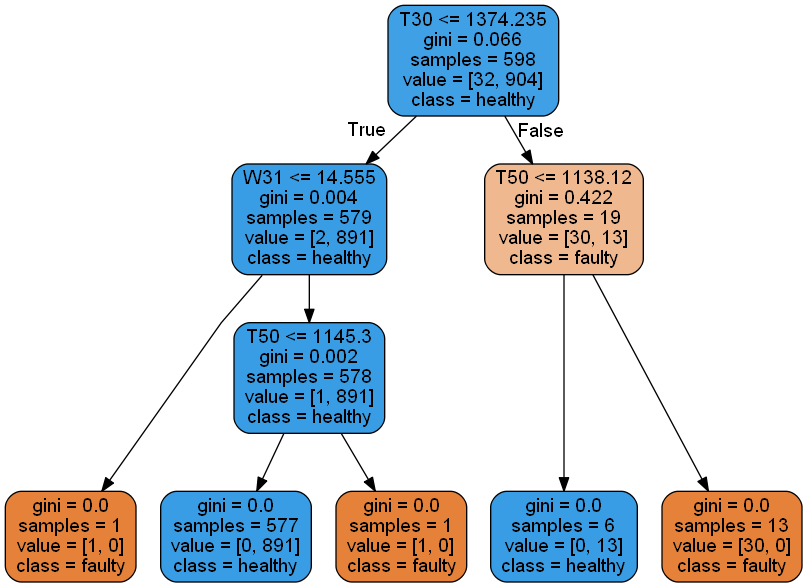 T30 <= 1374.235
gini = 0.066
samples = 598
value = [32, 904]
class = healthy
True
False
W31 <= 14.555
gini = 0.004
samples = 579
value = [2, 891]
class = healthy
T50 <= 1138.12
gini = 0.422
samples = 19
value = [30, 13]
class = faulty
T50 <= 1145.3
gini = 0.002
samples = 578
value = [1, 891]
class = healthy
gini = 0.0
samples = 1
value = [1, 0]
class = faulty
gini = 0.0
samples = 577
value = [0, 891]
class = healthy
gini = 0.0
samples = 1
value = [1, 0]
class = faulty
gini = 0.0
samples = 6
value = [0, 13]
class = healthy
gini = 0.0
samples = 13
value = [30, 0]
class = faulty